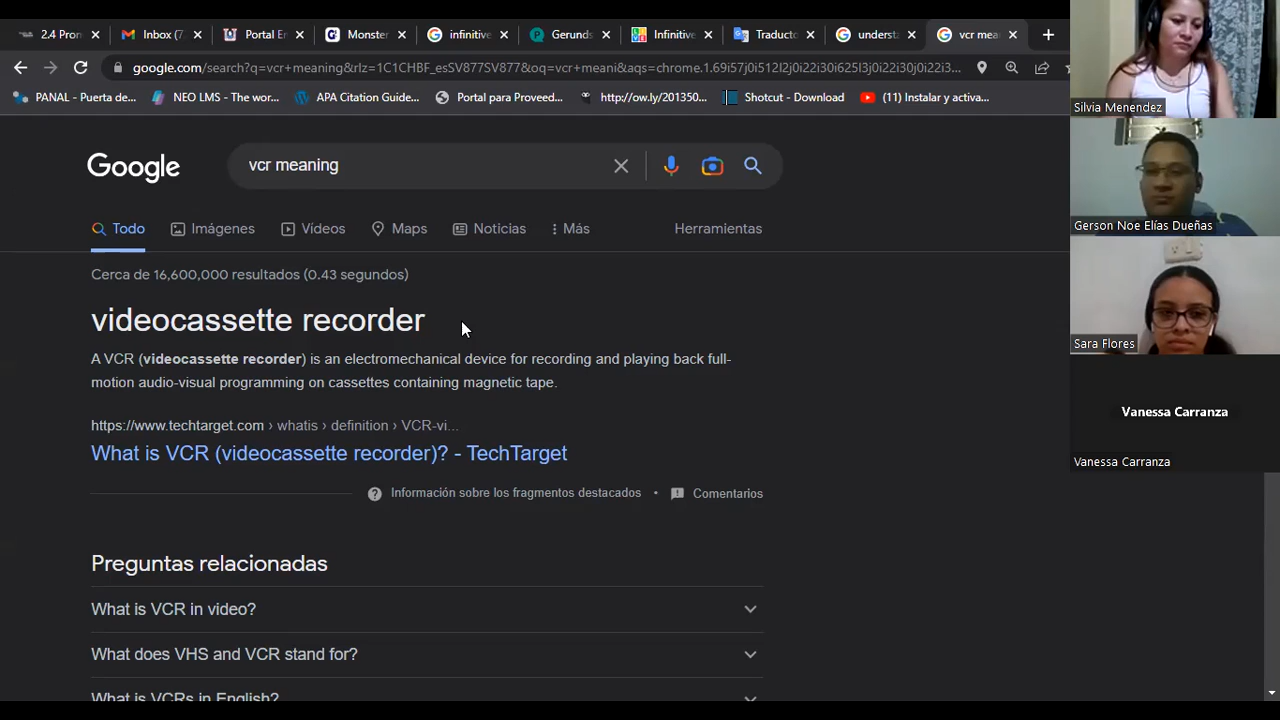 2.4 Pron
Inbox (7
Portal Er
Monster
infinitive
Gerunds
Infinitive
Traducto
understa
vcr mea
google.com/search?q=vcr+meaning&rlz=1C1CHBF_esSV877SV877&oq=vcr+meani&aqs=chrome.1.69i57j0i512l2j0i22i30i625l3j0i22i30j0i22i3...
PANAL - Puerta de...
NEO LMS - The wor...
APA Citation Guide...
Portal para Proveed...
http://ow.ly/201350...
Shotcut - Download
(11) Instalar y activa...
Google
vcr meaning
Todo
Imágenes
Vídeos
Maps
Noticias
Más
Herramientas
Cerca de 16,600,000 resultados (0.43 segundos)
videocassette recorder
A VCR (videocassette recorder) is an electromechanical device for recording and playing back full-
motion audio-visual programming on cassettes containing magnetic tape.
https://www.techtarget.com › whatis › definition › VCR-vi...
What is VCR (videocassette recorder)? - TechTarget
Información sobre los fragmentos destacados • Comentarios
Preguntas relacionadas
What is VCR in video?
What does VHS and VCR stand for?
What is VCRs in English?
Silvia Menendez
Gerson Noe Elías Dueñas
Sara Flores
Vanessa Carranza
Vanessa Carranza